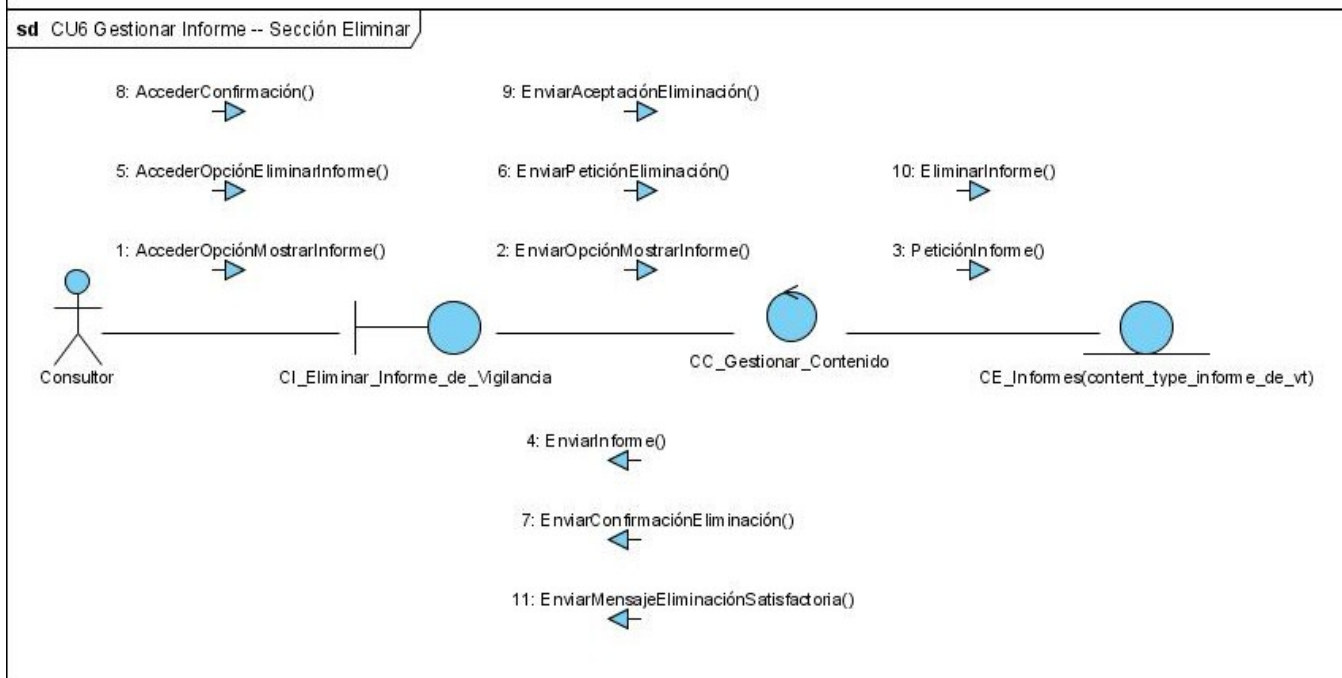 sd CU6 Gestionar Informe -- Sección Eliminar
8: AccederConfirmación()
9: EnviarAceptaciónEliminación()
5: AccederOpciónEliminarInforme()
6: EnviarPeticiónEliminación()
10: EliminarInforme()
1: AccederOpciónMostrarInforme()
2: EnviarOpciónMostrarInforme()
3: PeticiónInforme()
Consultor
CI_Eliminar_Informe_de_Vigilancia
CC_Gestionar_Contenido
CE_Informes(content_type_informe_de_vt)
4: EnviarInforme()
7: EnviarConfirmaciónEliminación()
11: EnviarMensajeEliminaciónSatisfactoria()